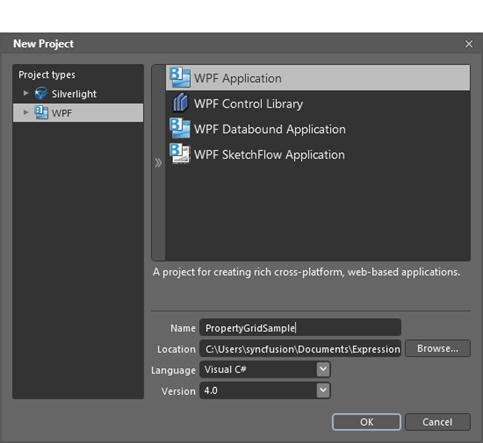 New Project
Project types
Silverlight
WPF
WPF Application
WPF Control Library
WPF Databound Application
WPF SketchFlow Application
A project for creating rich cross-platform, web-based applications.
Name PropertyGridSample
Location C:\Users\syncfusion\Documents\Expression Browse...
Language Visual C#
Version 4.0
OK Cancel